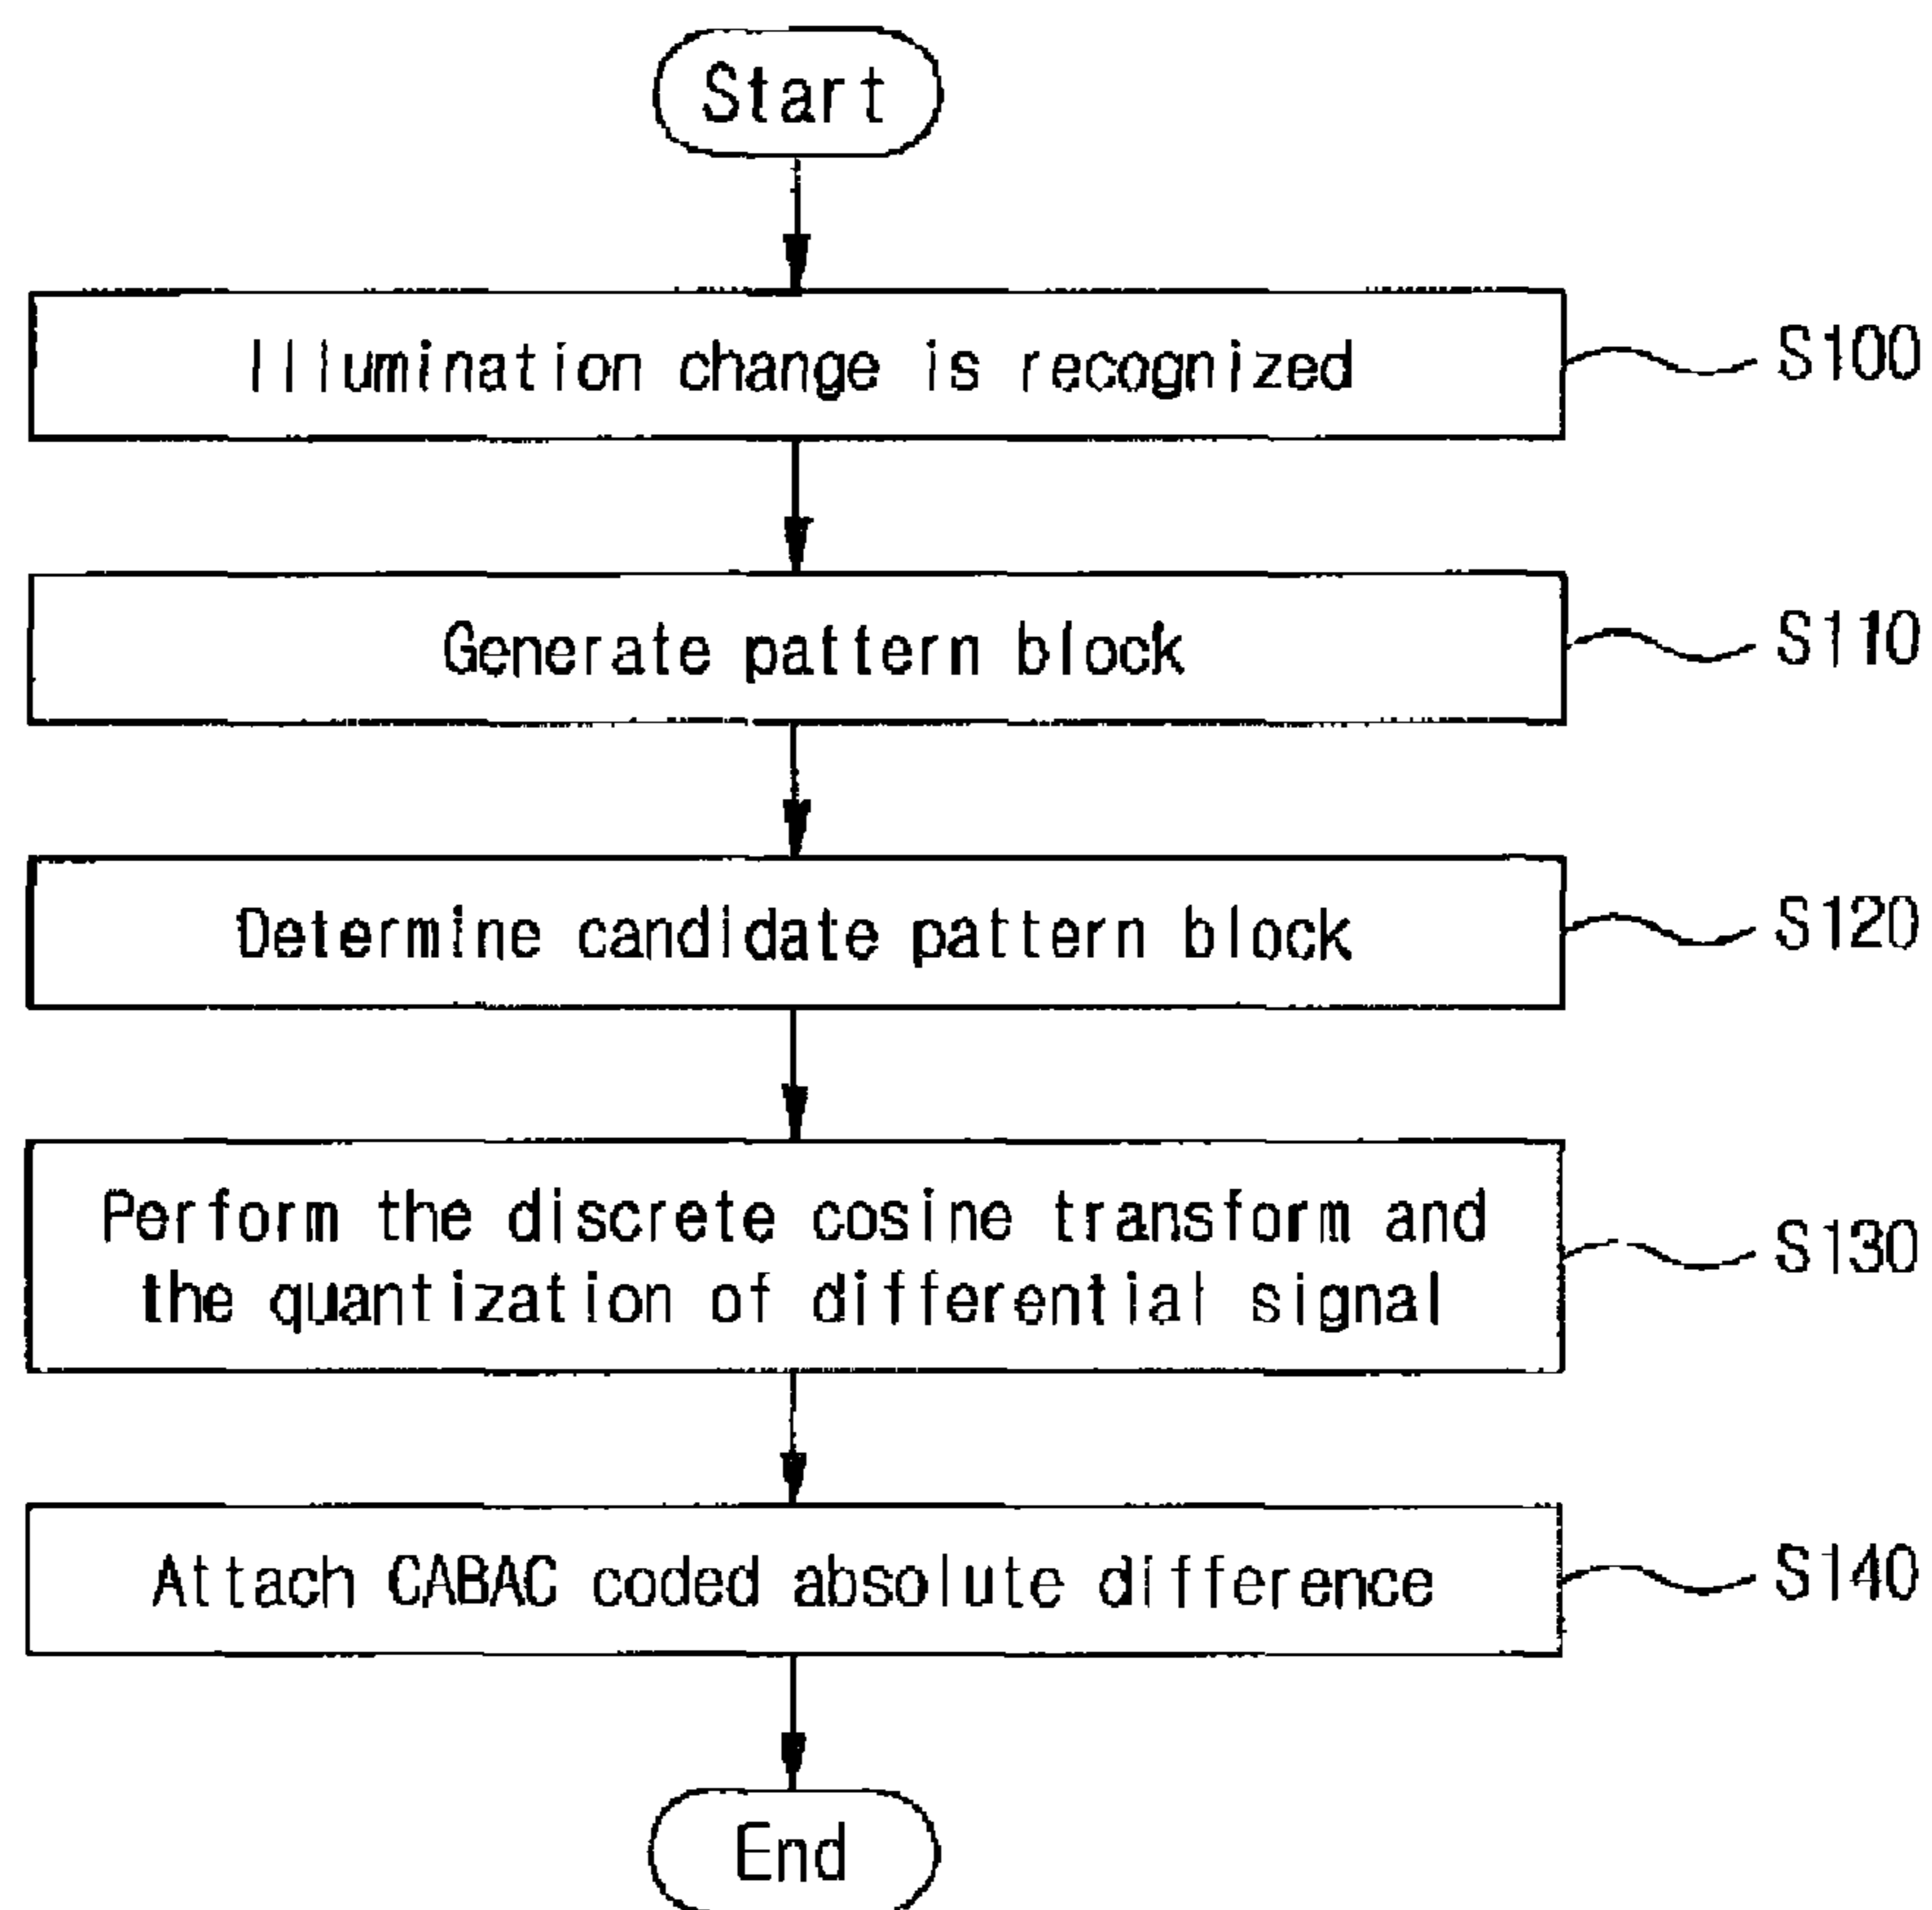 Start
Illumination change is recognized
S100
Generate pattern block
S110
Determine candidate pattern block
S120
Perform the discrete cosine transform and
the quantization of differential signal
S130
Attach CABAC coded absolute difference
S140
End